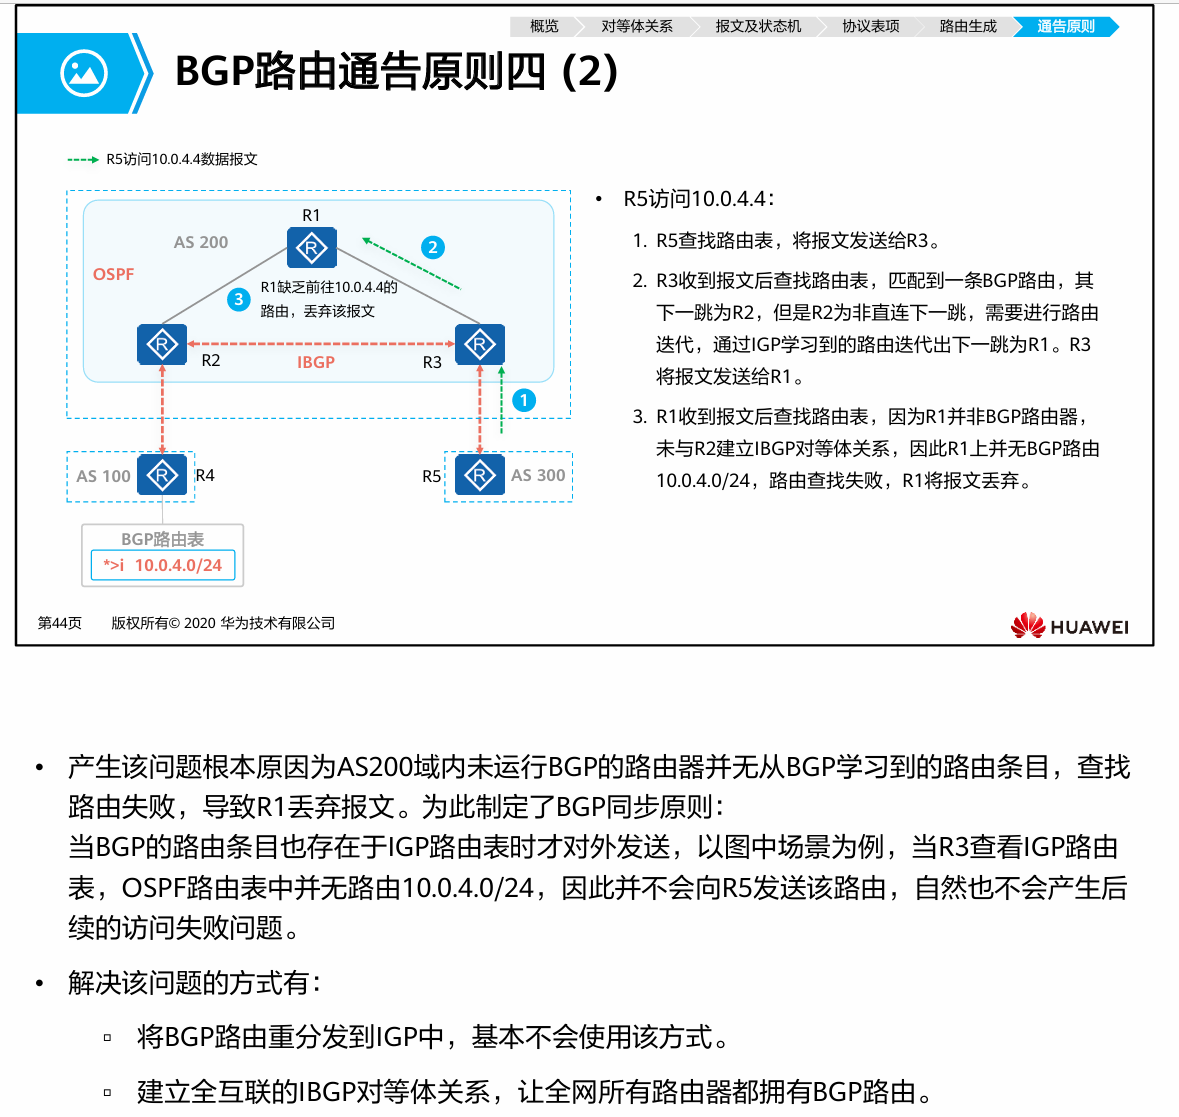 概览 对等体关系 报文及状态机 协议表项 路由生成 通告原则
BGP路由通告原则四 (2)
R5访问10.0.4.4数据报文
R1
AS 200
2
OSPF
3
R1缺乏前往10.0.4.4的
路由，丢弃该报文
R
R
R
R2
IBGP
R3
1
AS 100
R
R4
R5
R
AS 300
BGP路由表
*>i 10.0.4.0/24
• R5访问10.0.4.4：
1. R5查找路由表，将报文发送给R3。
2. R3收到报文后查找路由表，匹配到一条BGP路由，其
下一跳为R2，但是R2为非直连下一跳，需要进行路由
迭代，通过IGP学习到的路由迭代出下一跳为R1。R3
将报文发送给R1。
3. R1收到报文后查找路由表，因为R1并非BGP路由器，
未与R2建立IBGP对等体关系，因此R1上并无BGP路由
10.0.4.0/24，路由查找失败，R1将报文丢弃。
第44页 版权所有© 2020 华为技术有限公司
HUAWEI
• 产生该问题根本原因为AS200域内未运行BGP的路由器并无从BGP学习到的路由条目，查找
路由失败，导致R1丢弃报文。为此制定了BGP同步原则：
当BGP的路由条目也存在于IGP路由表时才对外发送，以图中场景为例，当R3查看IGP路由
表，OSPF路由表中并无路由10.0.4.0/24，因此并不会向R5发送该路由，自然也不会产生后
续的访问失败问题。
• 解决该问题的方式有：
▫ 将BGP路由重分发到IGP中，基本不会使用该方式。
▫ 建立全互联的IBGP对等体关系，让全网所有路由器都拥有BGP路由。